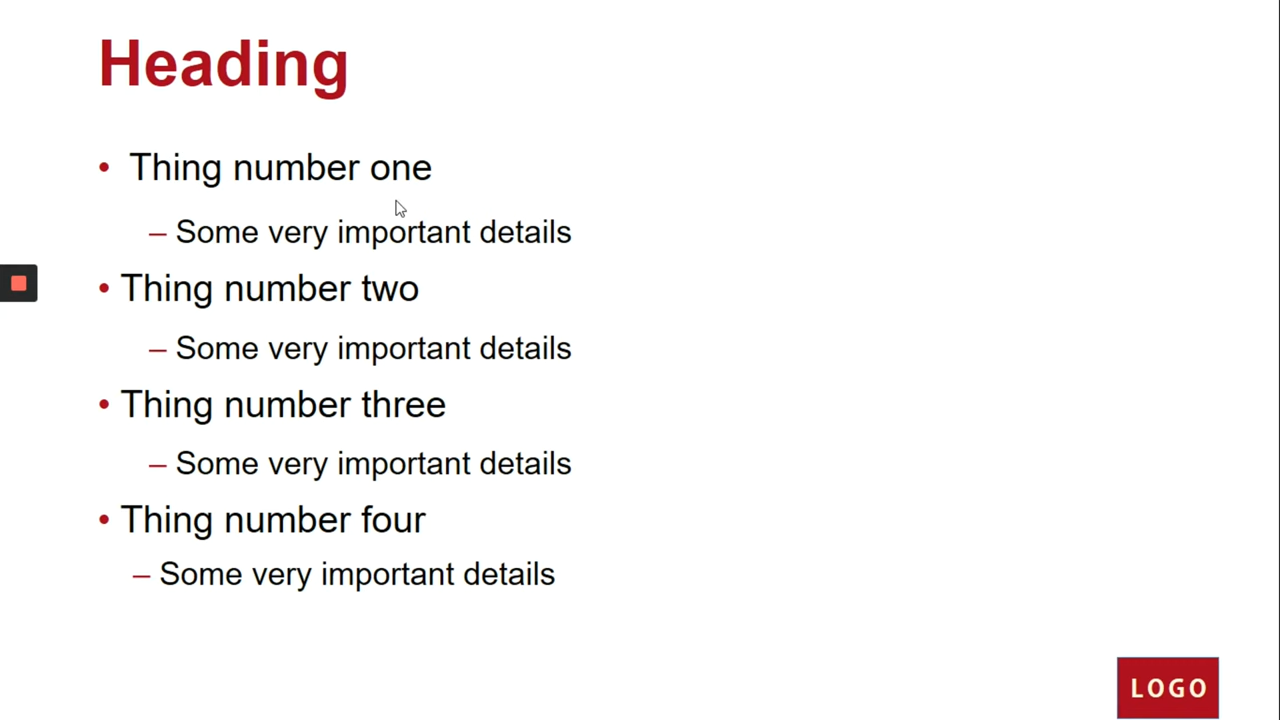 Heading
• Thing number one
– Some very important details
• Thing number two
– Some very important details
• Thing number three
– Some very important details
• Thing number four
– Some very important details
LOGO